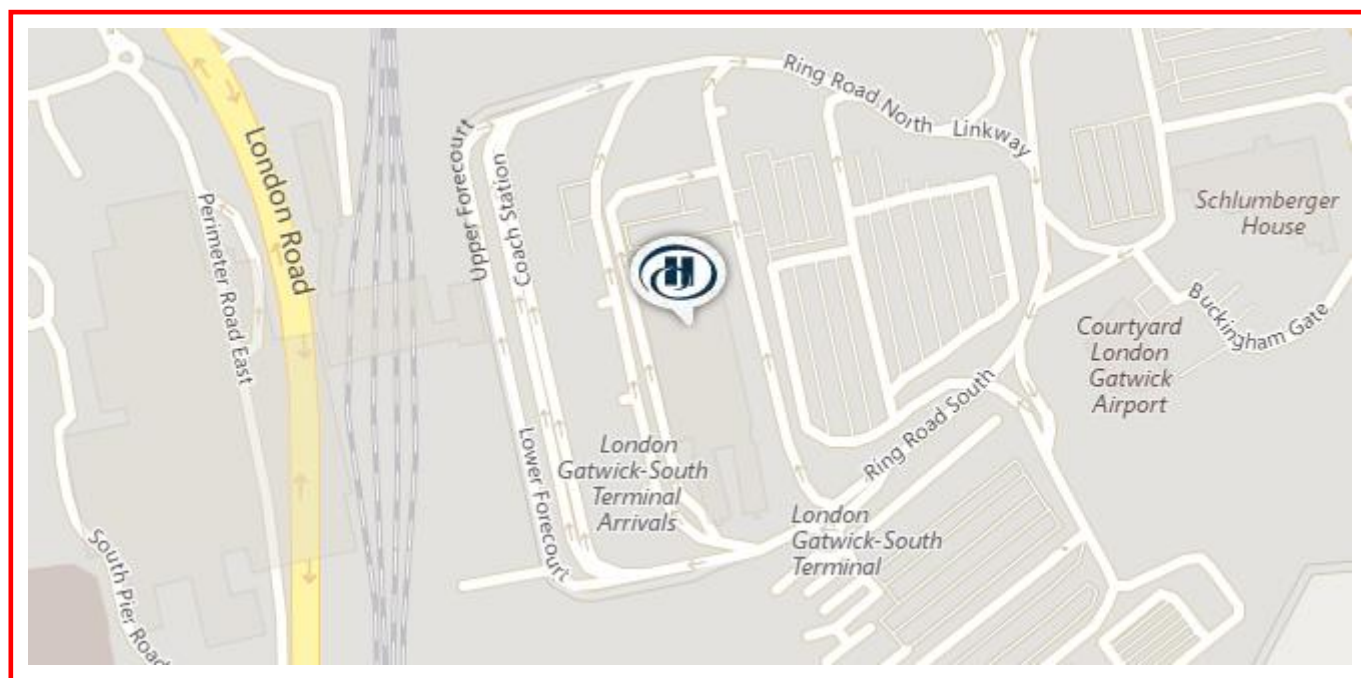 London Road
Perimeter Road East
South Pier Road
Upper Forecourt
Coach Station
Lower Forecourt
Ring Road North
Linkway
Schlumberger
House
Buckingham Gate
Courtyard
London
Gatwick
Airport
Ring Road South
London
Gatwick-South
Terminal
Arrivals
London
Gatwick-South
Terminal
H